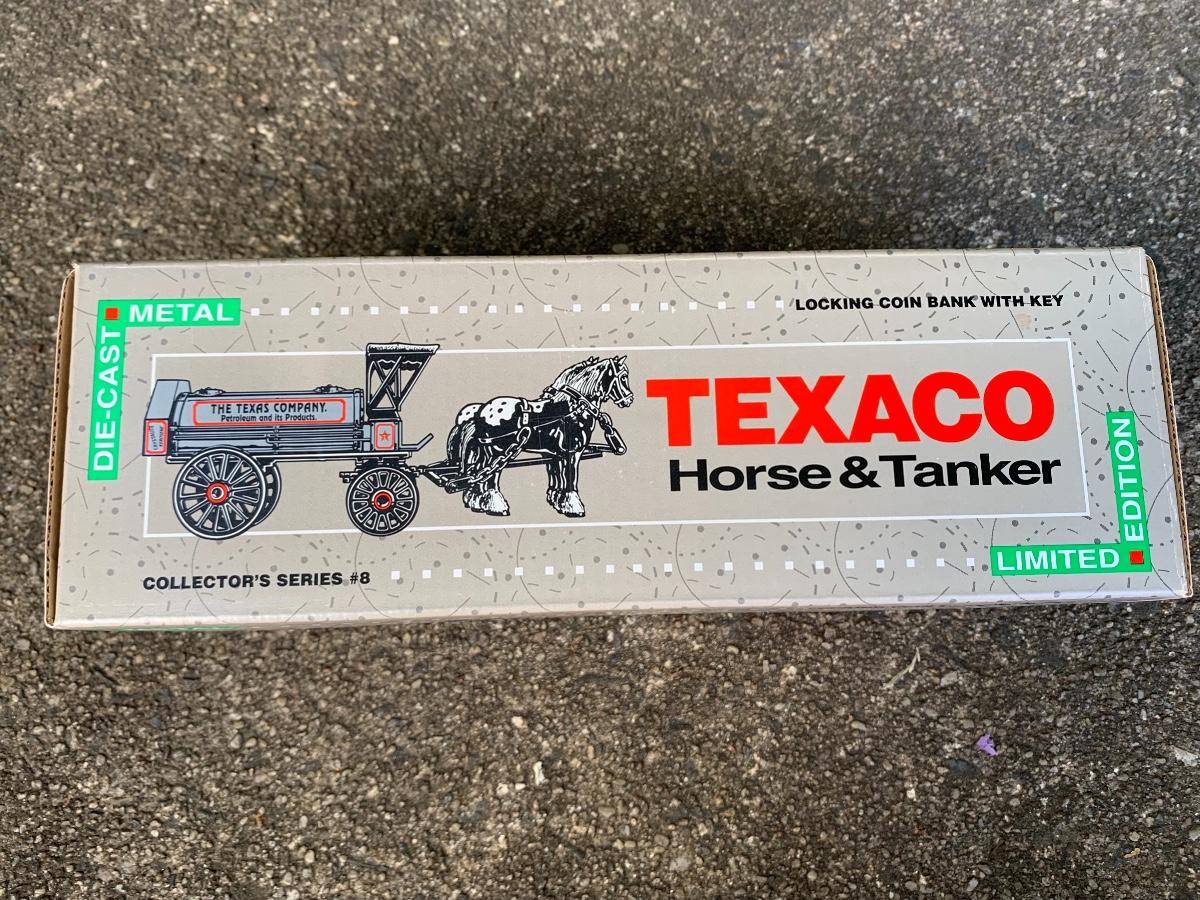 METAL
DIE-CAST
LOCKING COIN BANK WITH KEY
THE TEXAS COMPANY.
Petroleum and its Products.
TEXACO
Horse & Tanker
COLLECTOR'S SERIES #8
LIMITED
EDITION